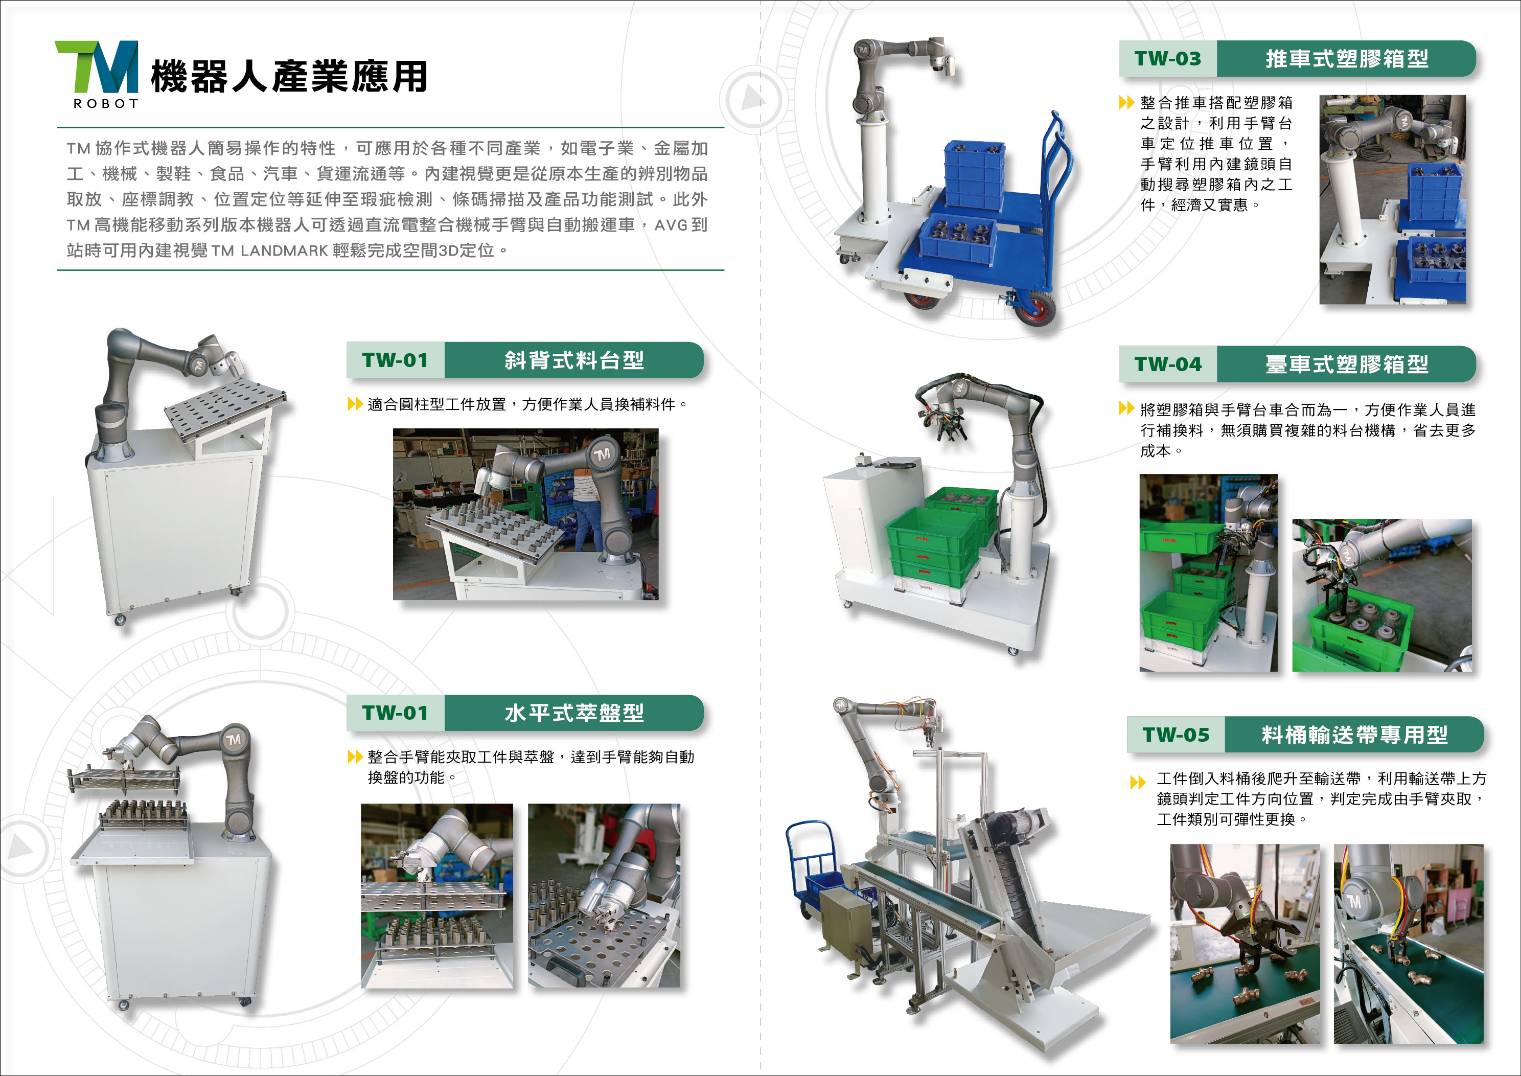 TM
ROBOT
機器人產業應用
TM 協作式機器人簡易操作的特性，可應用於各種不同產業，如電子業、金屬加
工、機械、製鞋、食品、汽車、貨運流通等。內建視覺更是從原本生產的辨別物品
取放、座標調教、位置定位等延伸至瑕疵檢測、條碼掃描及產品功能測試。此外
TM 高機能移動系列版本機器人可透過直流電整合機械手臂與自動搬運車，AVG 到
站時可用內建視覺 TM LANDMARK 輕鬆完成空間3D定位。
TW-01 斜背式料台型
適合圓柱型工件放置，方便作業人員換補料件。
TW-01 水平式萃盤型
整合手臂能夾取工件與萃盤，達到手臂能夠自動
換盤的功能。
TW-03 推車式塑膠箱型
整合推車搭配塑膠箱
之設計，利用手臂台
車定位推車位置，
手臂利用內建鏡頭自
動搜尋塑膠箱內之工
件，經濟又實惠。
TW-04 臺車式塑膠箱型
將塑膠箱與手臂台車合而為一，方便作業人員進
行補換料，無須購買複雜的料台機構，省去更多
成本。
TW-05 料桶輸送帶專用型
工件倒入料桶後爬升至輸送帶，利用輸送帶上方
鏡頭判定工件方向位置，判定完成由手臂夾取，
工件類別可彈性更換。